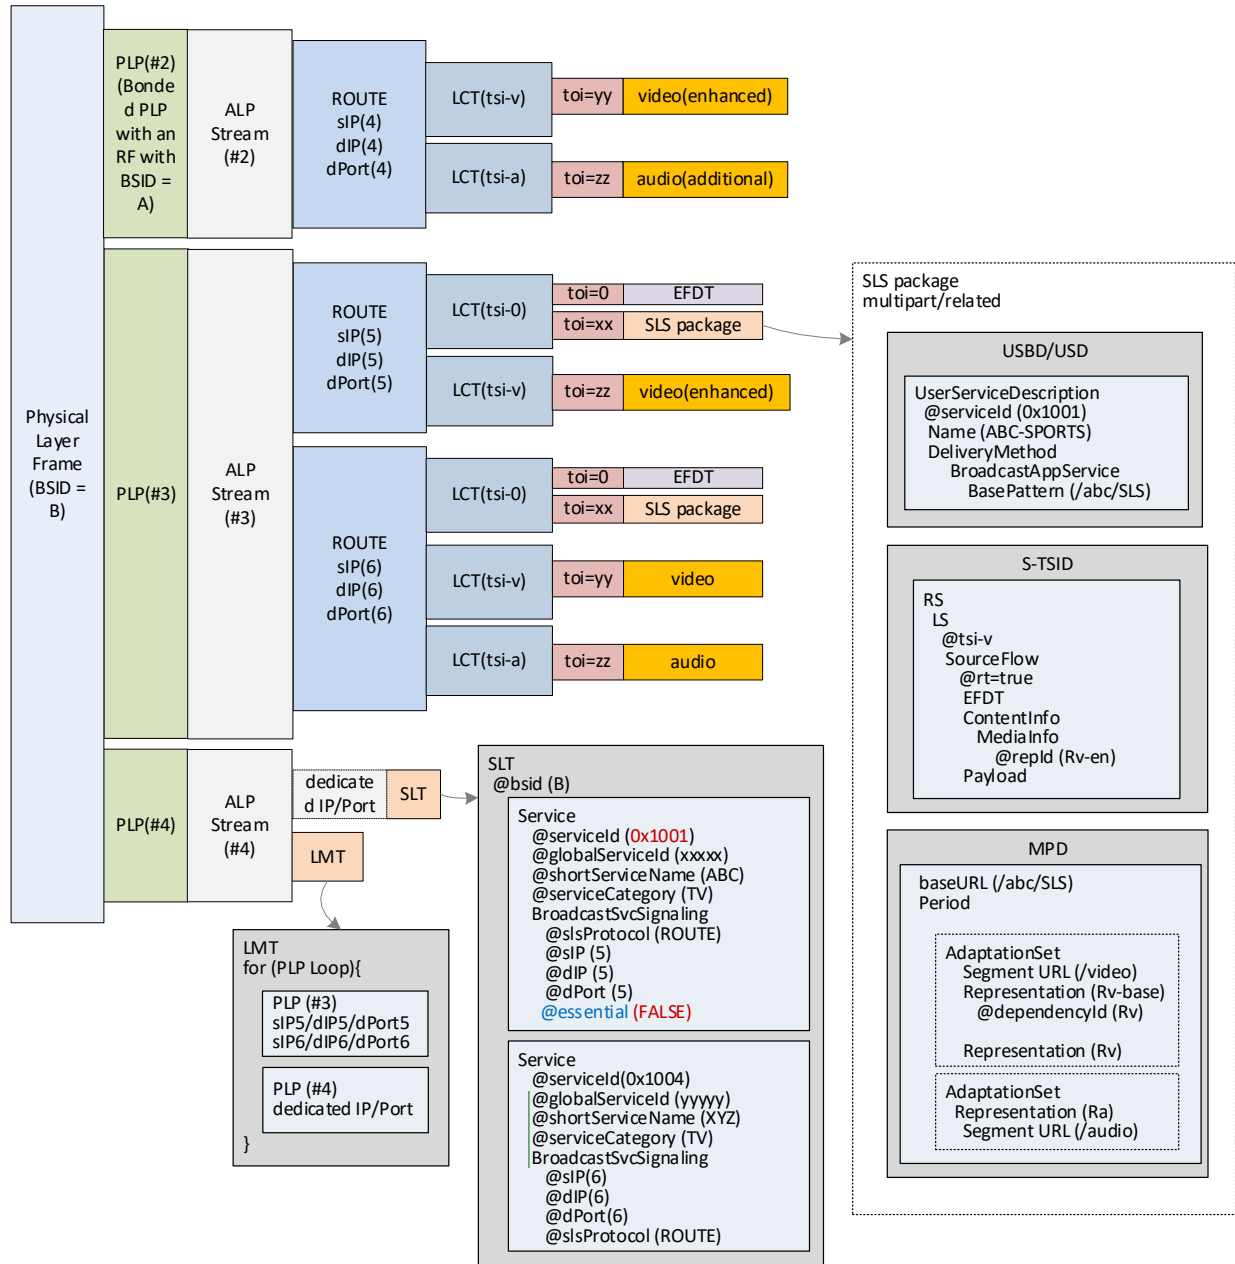 Physical
Layer
Frame
(BSID =
B)
PLP(#2)
(Bonde
d PLP
with an
RF with
BSID =
A)
ALP
Stream
(#2)
ROUTE
sIP(4)
dIP(4)
dPort(4)
LCT(tsi-v)
toi=yy
video(enhanced)
LCT(tsi-a)
toi=zz
audio(additional)
PLP(#3)
ALP
Stream
(#3)
ROUTE
sIP(5)
dIP(5)
dPort(5)
LCT(tsi-0)
toi=0
EFDT
toi=xx
SLS package
LCT(tsi-v)
toi=zz
video(enhanced)
ROUTE
sIP(6)
dIP(6)
dPort(6)
LCT(tsi-0)
toi=0
EFDT
toi=xx
SLS package
LCT(tsi-v)
toi=yy
video
LCT(tsi-a)
toi=zz
audio
PLP(#4)
ALP
Stream
(#4)
dedicate
d IP/Port
SLT
LMT
LMT
for (PLP Loop){
PLP (#3)
sIP5/dIP5/dPort5
sIP6/dIP6/dPort6
PLP (#4)
dedicated IP/Port
}
SLT
@bsid (B)
Service
@serviceId (0x1001)
@globalServiceId (xxxxx)
@shortServiceName (ABC)
@serviceCategory (TV)
BroadcastSvcSignaling
@slsProtocol (ROUTE)
@sIP (5)
@dIP (5)
@dPort (5)
@essential (FALSE)
Service
@serviceId(0x1004)
@globalServiceId (yyyyy)
@shortServiceName (XYZ)
@serviceCategory (TV)
BroadcastSvcSignaling
@sIP(6)
@dIP(6)
@dPort(6)
@slsProtocol (ROUTE)
SLS package
multipart/related
USBD/USD
UserServiceDescription
@serviceId (0x1001)
Name (ABC-SPORTS)
DeliveryMethod
BroadcastAppService
BasePattern (/abc/SLS)
S-TSID
RS
LS
@tsi-v
SourceFlow
@rt=true
EFDT
ContentInfo
MediaInfo
@repId (Rv-en)
Payload
MPD
baseURL (/abc/SLS)
Period
AdaptationSet
Segment URL (/video)
Representation (Rv-base)
@dependencyId (Rv)
Representation (Rv)
AdaptationSet
Representation (Ra)
Segment URL (/audio)